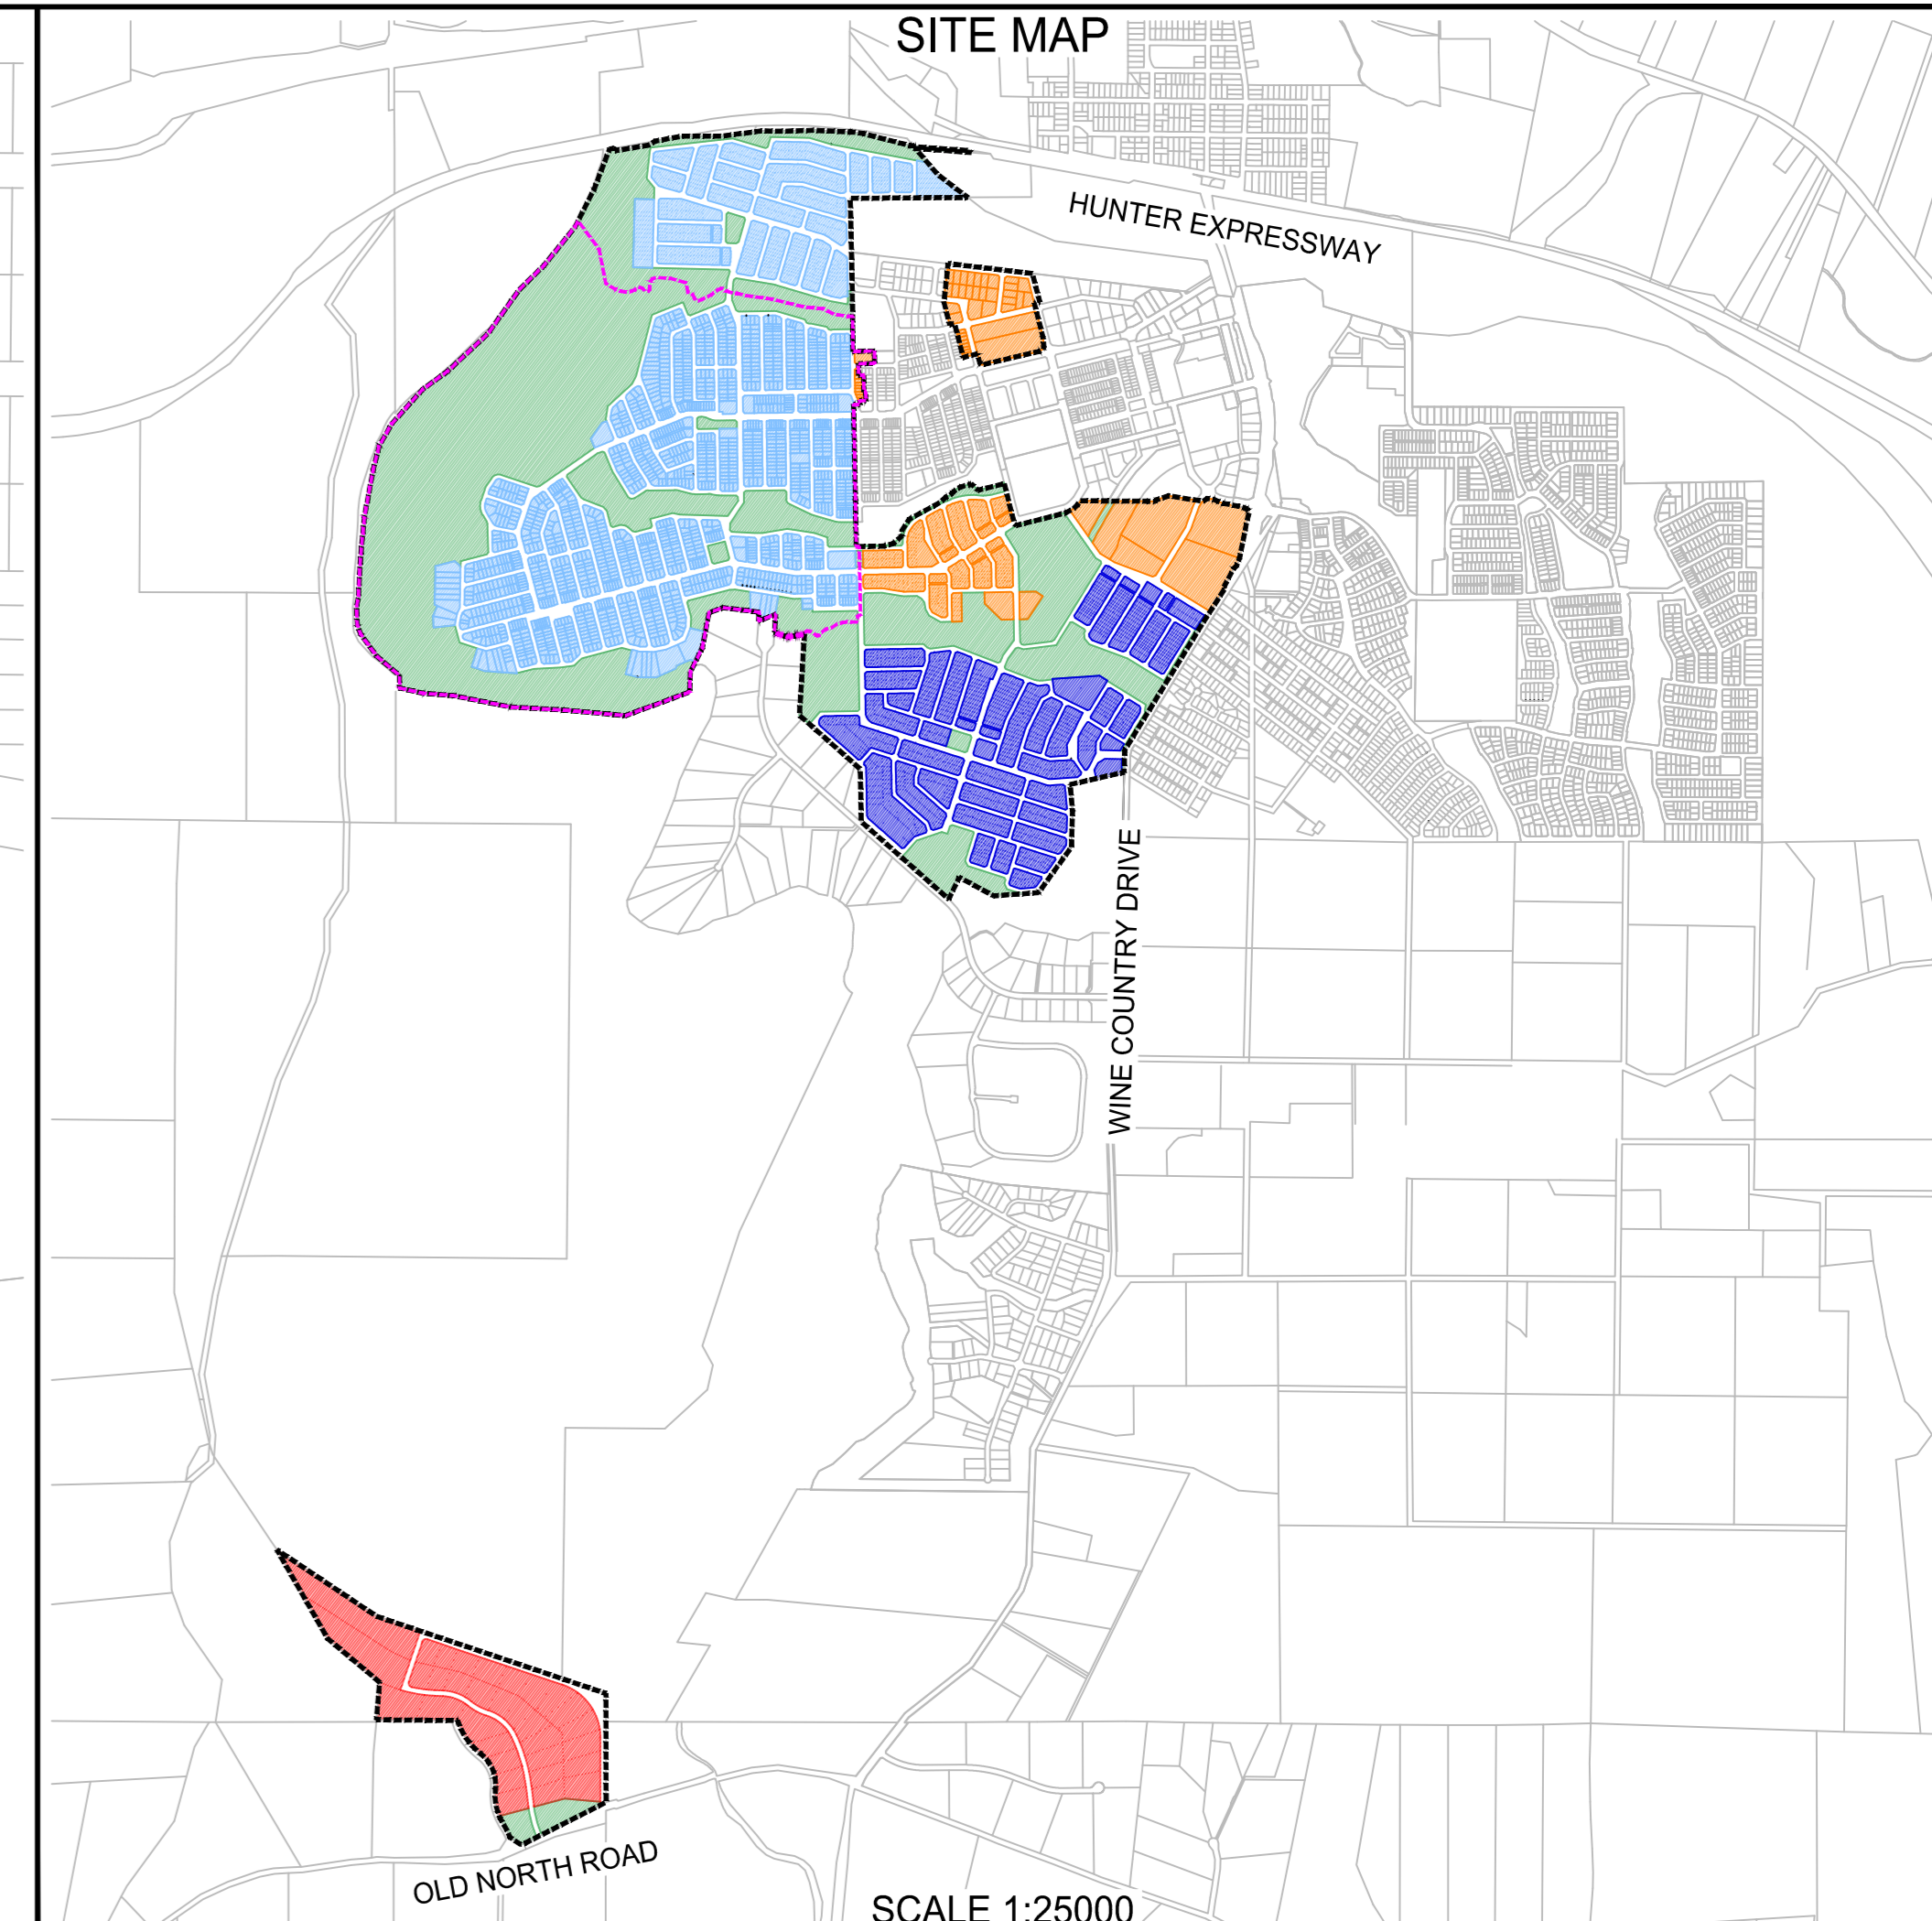 SITE MAP
HUNTER EXPRESSWAY
WINE COUNTRY DRIVE
OLD NORTH ROAD
SCALE 1:25000